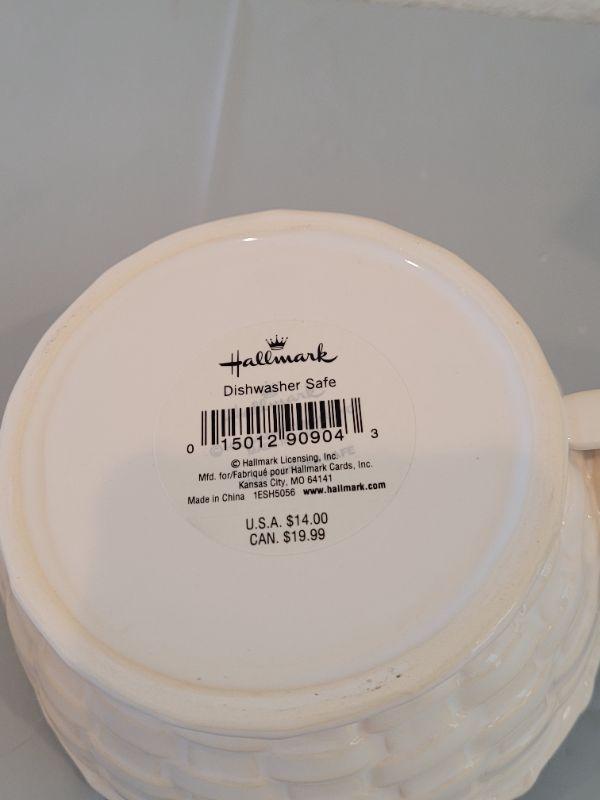 Hallmark
Dishwasher Safe
0 15012 90904 3
© Hallmark Licensing, Inc.
Mfd. for/Fabriqué pour Hallmark Cards, Inc.
Kansas City, MO 64141
Made in China 1ESH5056 www.hallmark.com
U.S.A. $14.00
CAN. $19.99